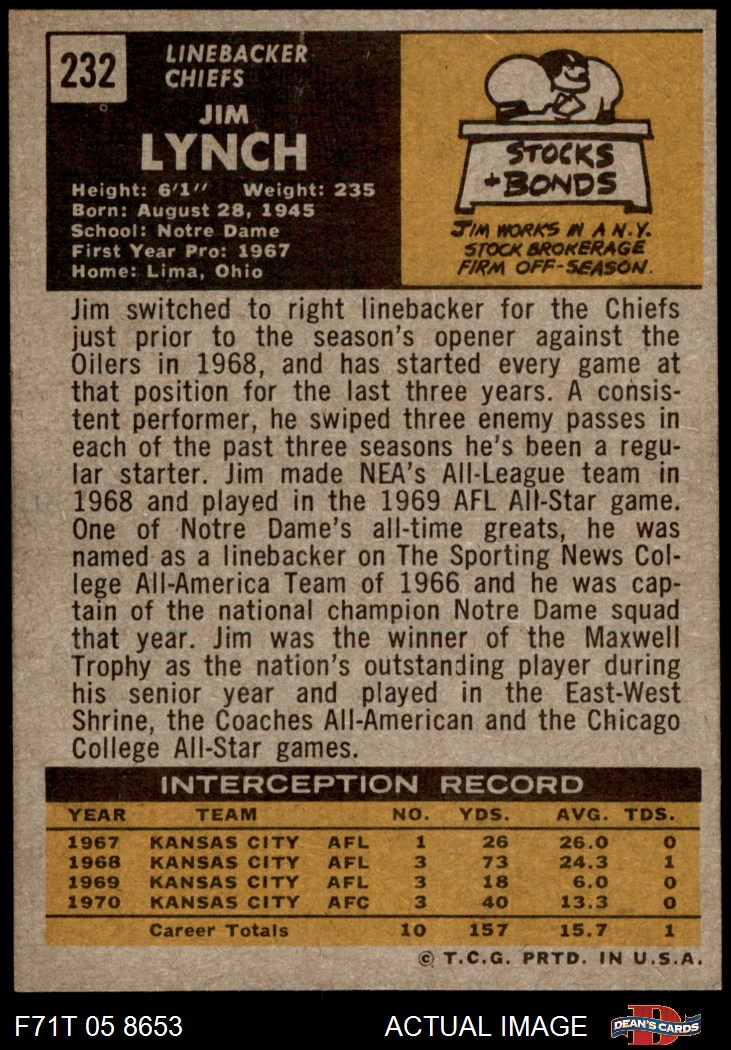 232
LINEBACKER
CHIEFS
JIM
LYNCH
Height: 6'1" Weight: 235
Born: August 28, 1945
School: Notre Dame
First Year Pro: 1967
Home: Lima, Ohio
STOCKS
+ BONDS
JIM WORKS IN A N.Y.
STOCK BROKERAGE
FIRM OFF-SEASON.
Jim switched to right linebacker for the Chiefs
just prior to the season's opener against the
Oilers in 1968, and has started every game at
that position for the last three years. A consis-
tent performer, he swiped three enemy passes in
each of the past three seasons he's been a regu-
lar starter. Jim made NEA's All-League team in
1968 and played in the 1969 AFL All-Star game.
One of Notre Dame's all-time greats, he was
named as a linebacker on The Sporting News Col-
lege All-America Team of 1966 and he was cap-
tain of the national champion Notre Dame squad
that year. Jim was the winner of the Maxwell
Trophy as the nation's outstanding player during
his senior year and played in the East-West
Shrine, the Coaches All-American and the Chicago
College All-Star games.
INTERCEPTION RECORD
YEAR TEAM NO. YDS. AVG. TDS.
1967 KANSAS CITY AFL 1 26 26.0 0
1968 KANSAS CITY AFL 3 73 24.3 1
1969 KANSAS CITY AFL 3 18 6.0 0
1970 KANSAS CITY AFC 3 40 13.3 0
Career Totals 10 157 15.7 1
© T.C.G. PRTD. IN U.S.A.
F71T 05 8653 ACTUAL IMAGE D DEAN'S CARDS